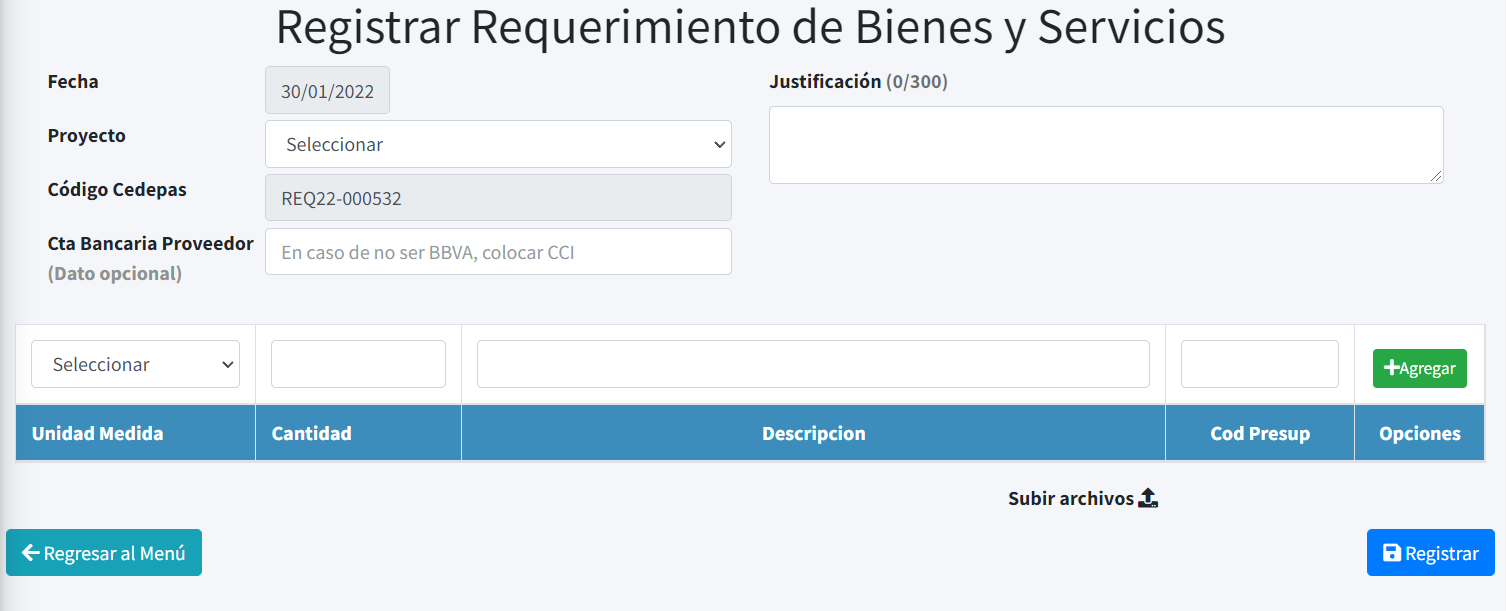 Registrar Requerimiento de Bienes y Servicios
Fecha
30/01/2022
Proyecto
Seleccionar
Código Cedepas
REQ22-000532
Cta Bancaria Proveedor
(Dato opcional)
En caso de no ser BBVA, colocar CCI
Justificación (0/300)
Seleccionar
Agregar
Unidad Medida Cantidad Descripcion Cod Presup Opciones
Subir archivos
Regresar al Menú
Registrar